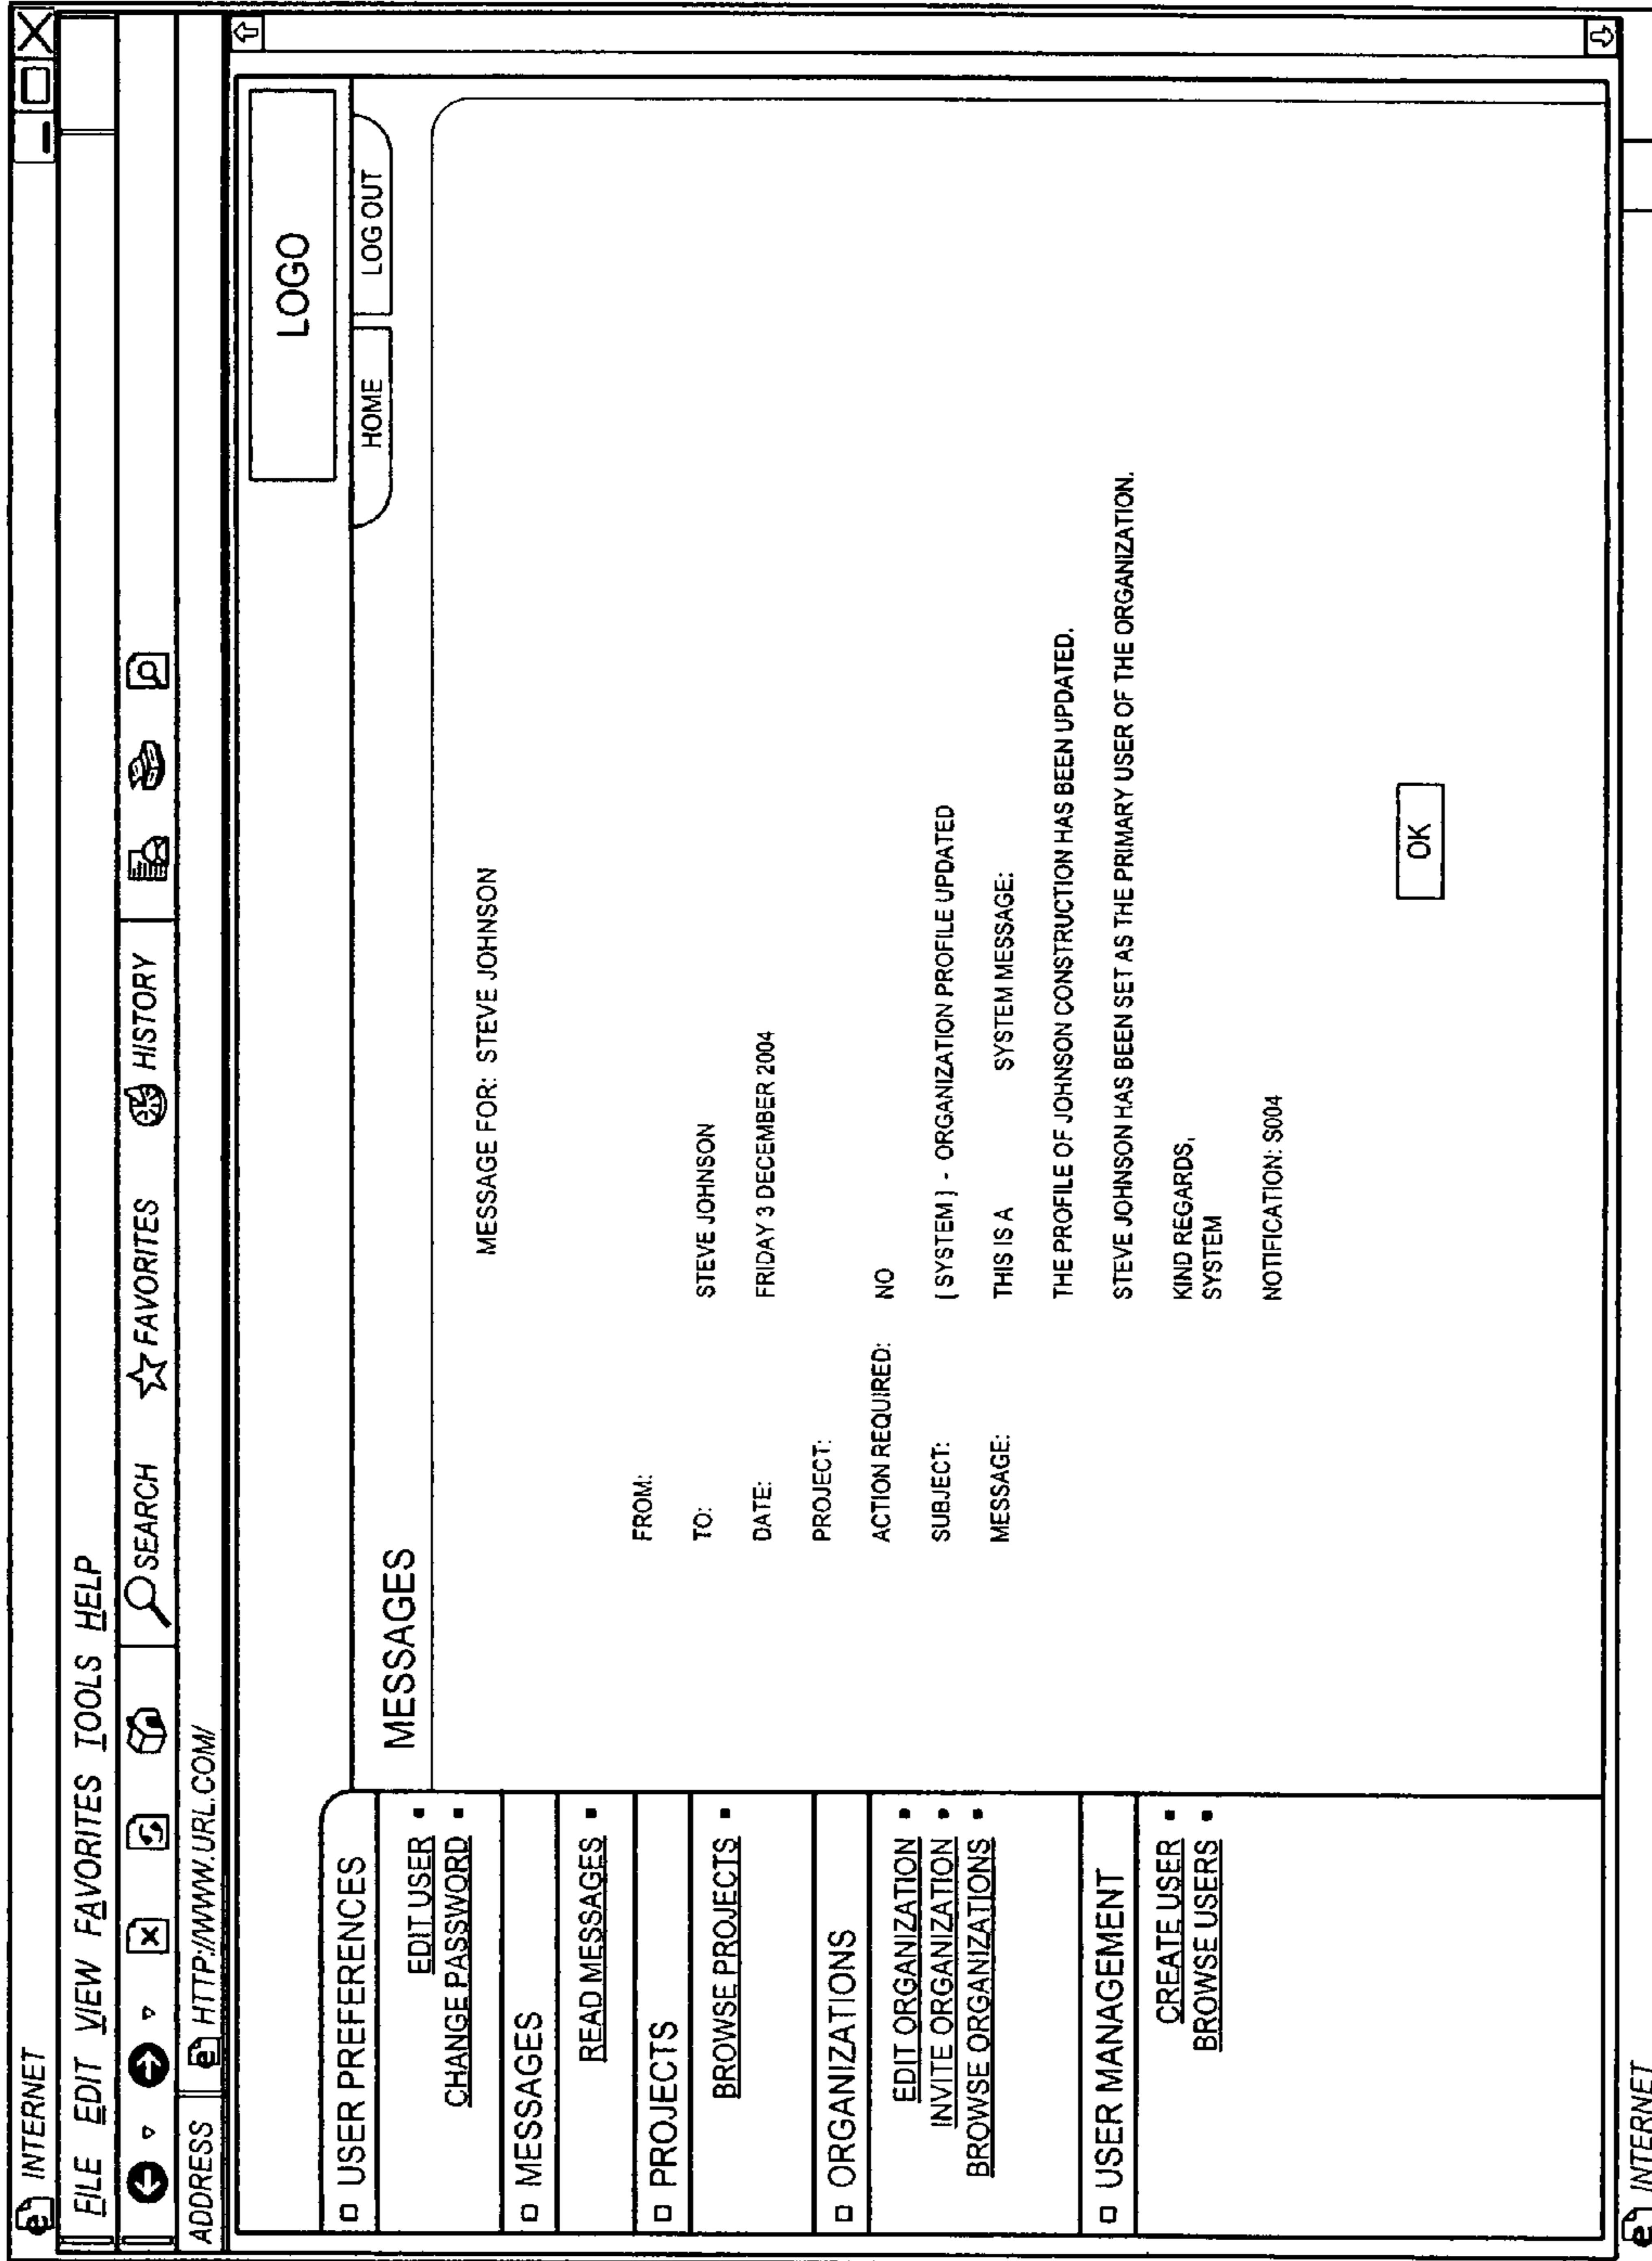 INTERNET
FILE EDIT VIEW FAVORITES TOOLS HELP
SEARCH FAVORITES HISTORY
ADDRESS HTTP://WWW.URL.COM/
LOGO
HOME LOG OUT
USER PREFERENCES
EDIT USER
CHANGE PASSWORD
MESSAGES
READ MESSAGES
PROJECTS
BROWSE PROJECTS
ORGANIZATIONS
EDIT ORGANIZATION
INVITE ORGANIZATION
BROWSE ORGANIZATIONS
USER MANAGEMENT
CREATE USER
BROWSE USERS
MESSAGES
MESSAGE FOR: STEVE JOHNSON
FROM:
TO: STEVE JOHNSON
DATE: FRIDAY 3 DECEMBER 2004
PROJECT:
ACTION REQUIRED: NO
SUBJECT: [SYSTEM] - ORGANIZATION PROFILE UPDATED
MESSAGE: THIS IS A SYSTEM MESSAGE:
THE PROFILE OF JOHNSON CONSTRUCTION HAS BEEN UPDATED.
STEVE JOHNSON HAS BEEN SET AS THE PRIMARY USER OF THE ORGANIZATION.
KIND REGARDS,
SYSTEM
NOTIFICATION: S004
OK
INTERNET